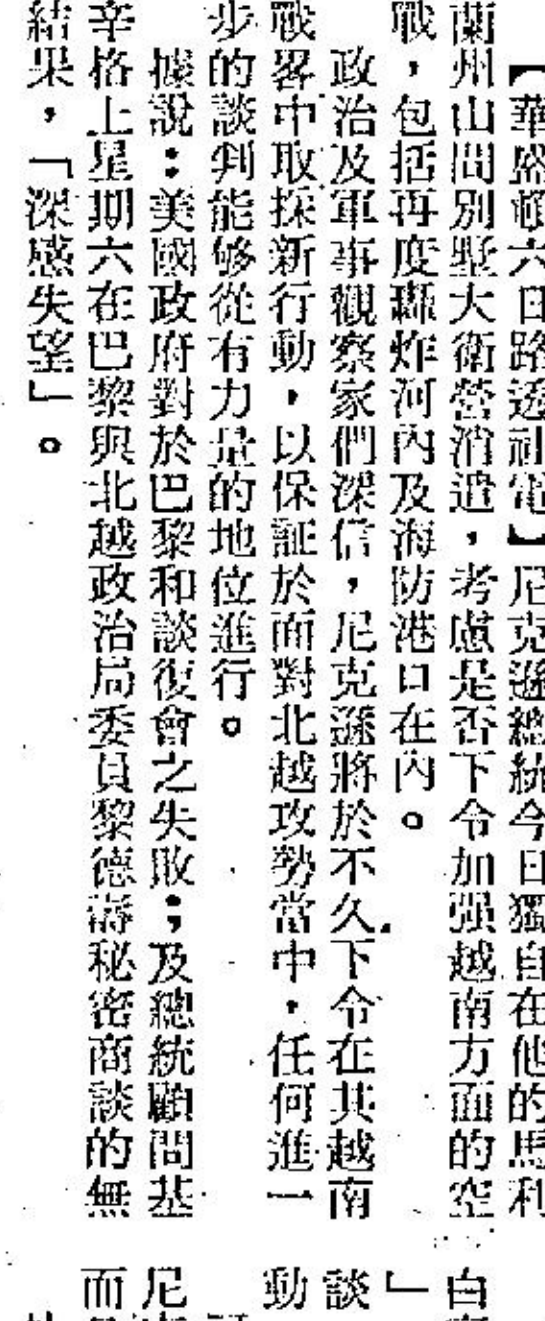 【華盛頓六日路透社電】尼克遜總統今日獨自在他的馬利
蘭州山間別墅大衛營消遣，考慮是否下令加强越南方面的空
戰，包括再度轟炸河內及海防港口在內。
政治及軍事觀察家們深信，尼克遜將於不久下令在其越南
戰畧中取採新行動，以保証於面對北越攻勢當中，任何進一
步的談判能够從有力量的地位進行。
據說：美國政府對於巴黎和談復會之失敗；及總統顧問基
辛格上星期六在巴黎與北越政治局委員黎德壽秘密商談的無
結果，「深感失望」。
白
」
談
動
尼
而